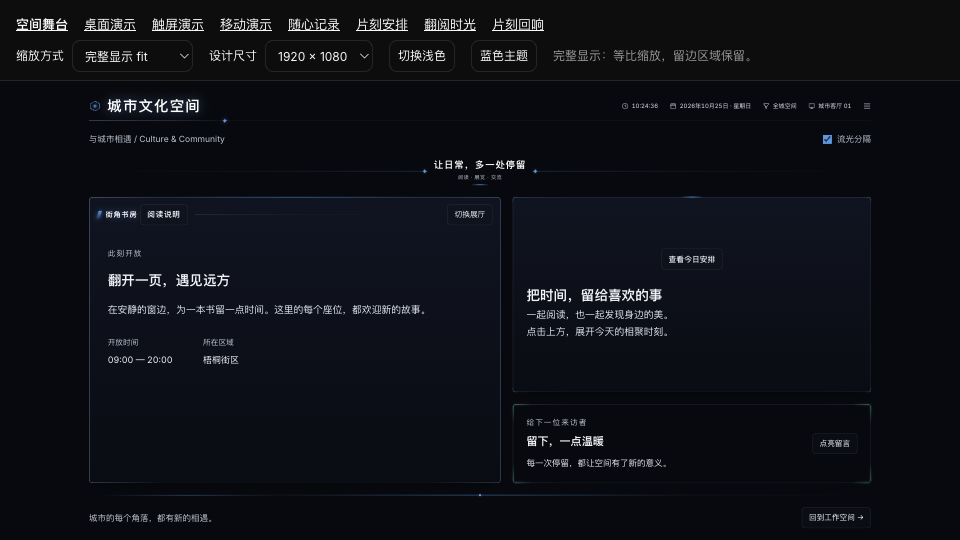 空间舞台 桌面演示 触屏演示 移动演示 随心记录 片刻安排 翻阅时光 片刻回响
缩放方式 完整显示 fit 设计尺寸 1920 × 1080 切换浅色 蓝色主题 完整显示：等比缩放，留边区域保留。
城市文化空间 10:24:36 2026年10月25日 · 星期日 全城空间 城市客厅 01
与城市相遇 / Culture & Community 流光分隔
让日常，多一处停留
阅读 · 展览 · 交流
街角书房 阅读说明 切换展厅
此刻开放
翻开一页，遇见远方
在安静的窗边，为一本书留一点时间。这里的每个座位，都欢迎新的故事。
开放时间 所在区域
09:00 — 20:00 梧桐街区
查看今日安排
把时间，留给喜欢的事
一起阅读，也一起发现身边的美。
点击上方，展开今天的相聚时刻。
给下一位来访者
留下，一点温暖
每一次停留，都让空间有了新的意义。
点亮留言
城市的每个角落，都有新的相遇。 回到工作空间 →